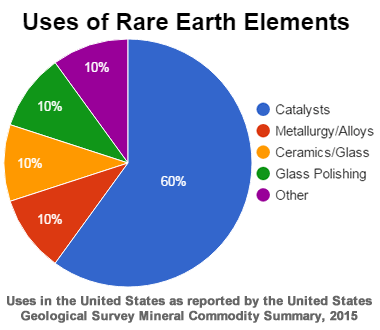 Uses of Rare Earth Elements
10%
10%
10%
10%
60%
Catalysts
Metallurgy/Alloys
Ceramics/Glass
Glass Polishing
Other
Uses in the United States as reported by the United States
Geological Survey Mineral Commodity Summary, 2015